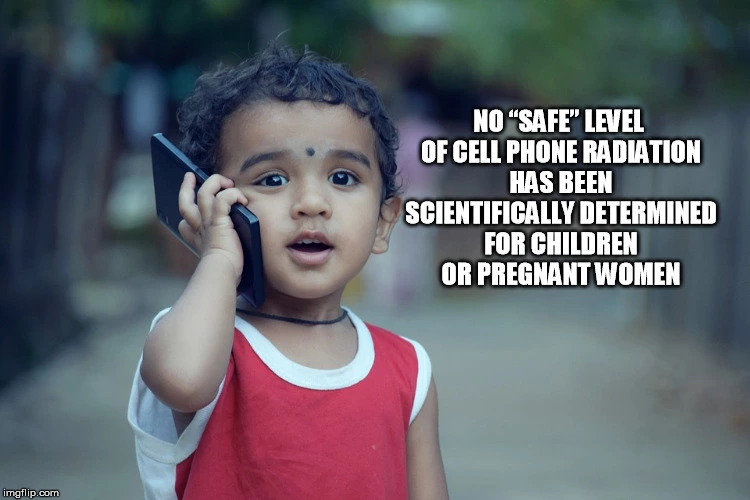 NO “SAFE” LEVEL
OF CELL PHONE RADIATION
HAS BEEN
SCIENTIFICALLY DETERMINED
FOR CHILDREN
OR PREGNANT WOMEN
imgflip.com